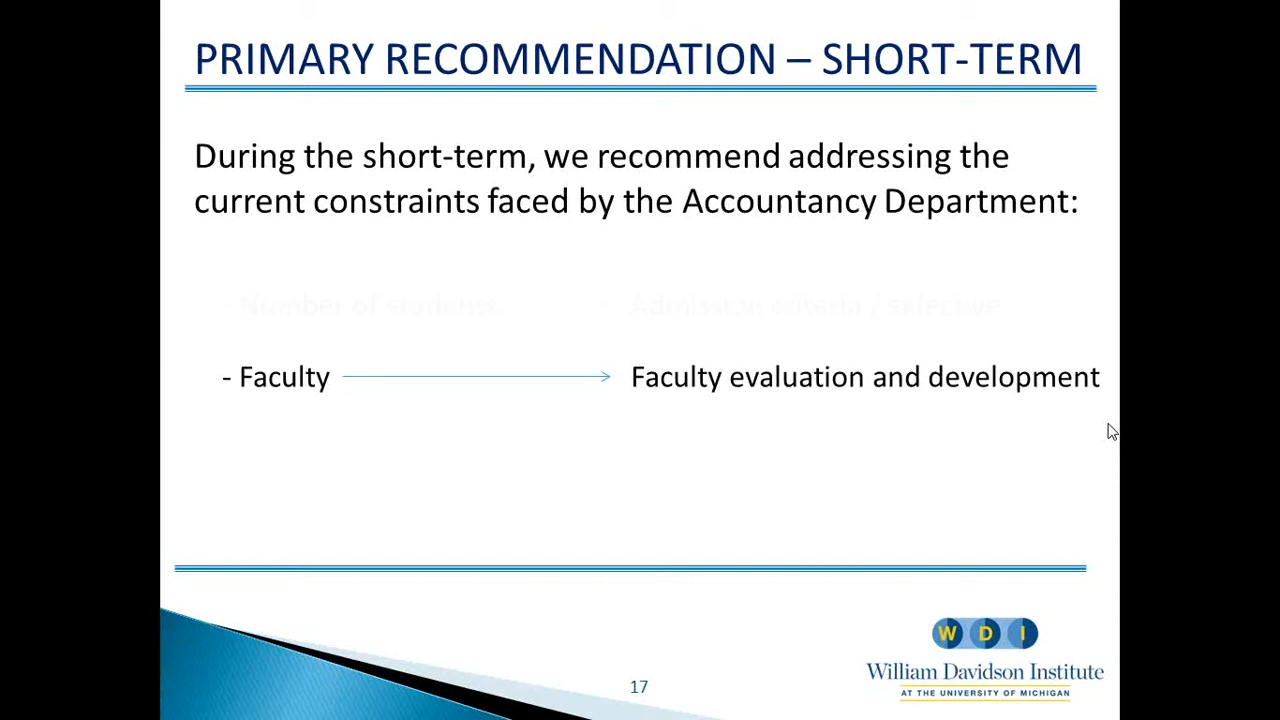 PRIMARY RECOMMENDATION – SHORT-TERM
During the short-term, we recommend addressing the
current constraints faced by the Accountancy Department:
- Number of students Admission criteria / selective
- Faculty Faculty evaluation and development
17
W D I
William Davidson Institute
AT THE UNIVERSITY OF MICHIGAN